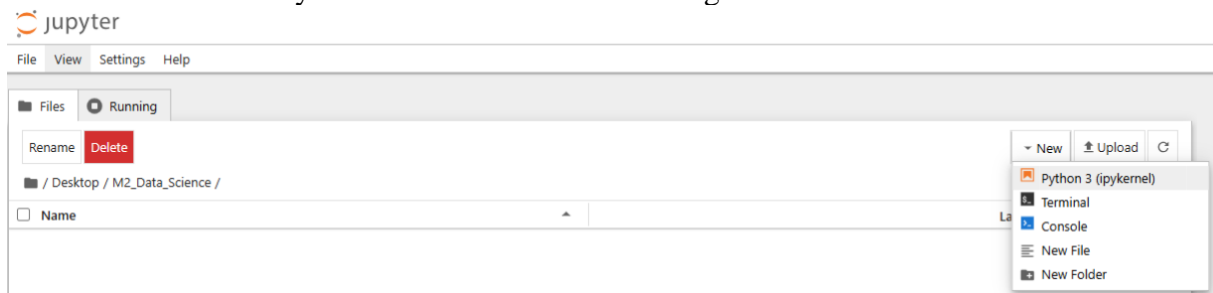 jupyter
File View Settings Help
Files Running
Rename Delete
New Upload
/ Desktop / M2_Data_Science /
Name
Python 3 (ipykernel)
Terminal
Console
New File
New Folder